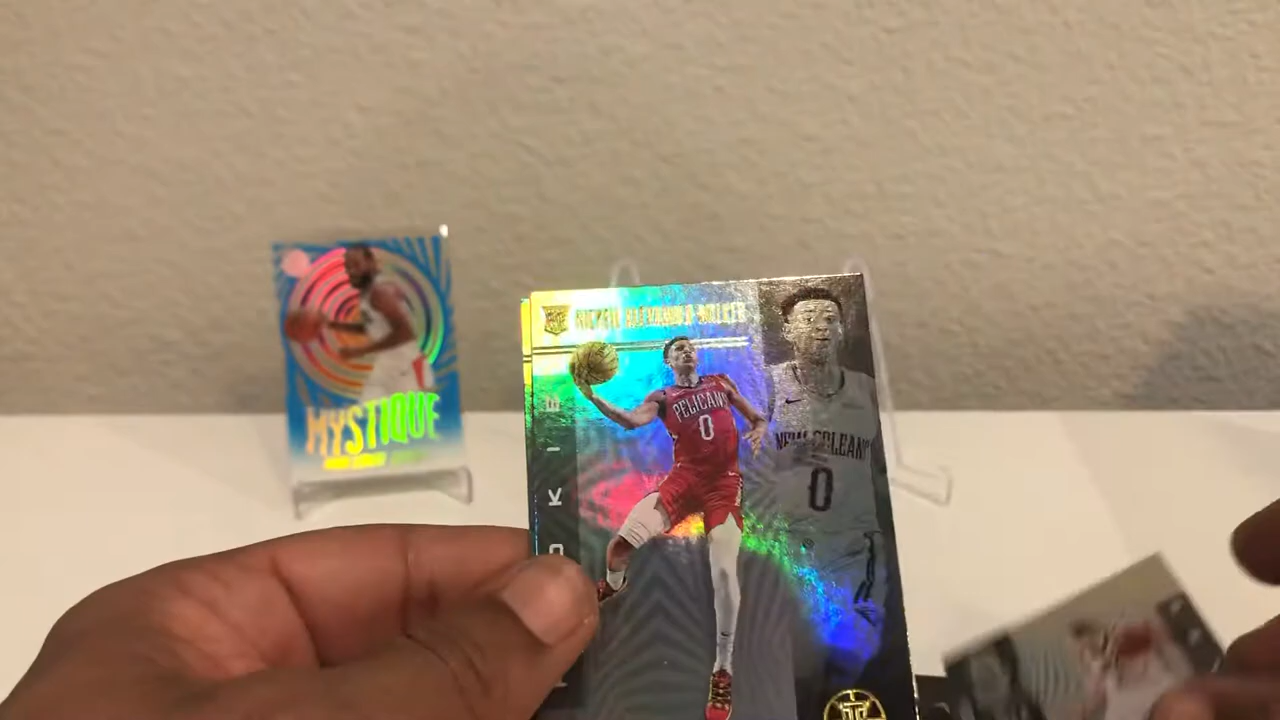 MYSTIQUE
NICKEIL ALEXANDER-WALKER
PELICANS
0
NEW ORLEANS
0